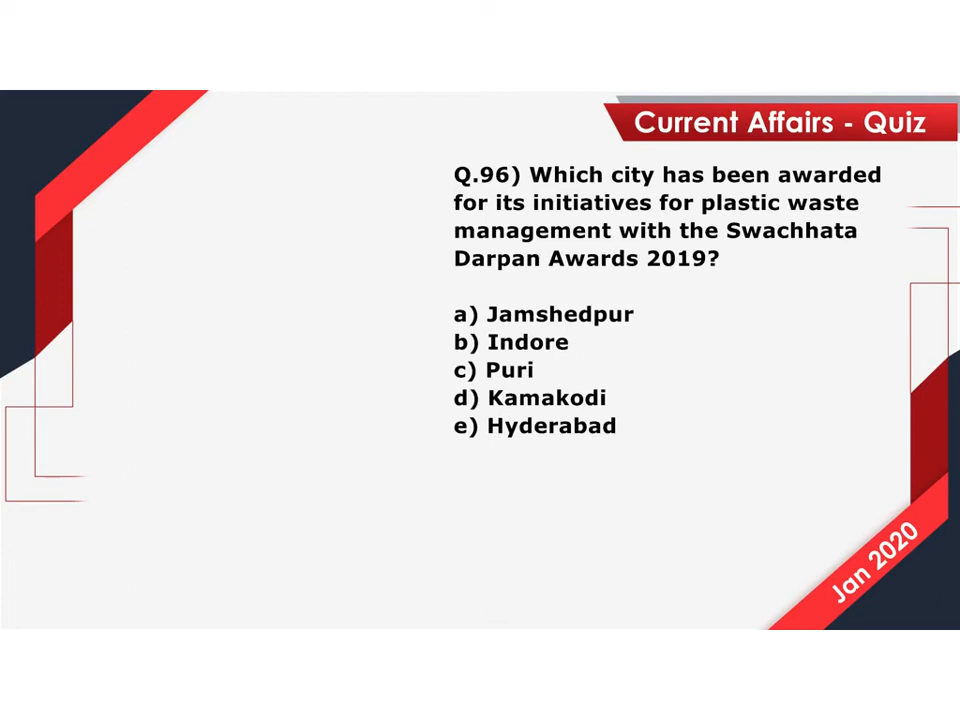 Current Affairs - Quiz
Q.96) Which city has been awarded
for its initiatives for plastic waste
management with the Swachhata
Darpan Awards 2019?
a) Jamshedpur
b) Indore
c) Puri
d) Kamakodi
e) Hyderabad
Jan 2020